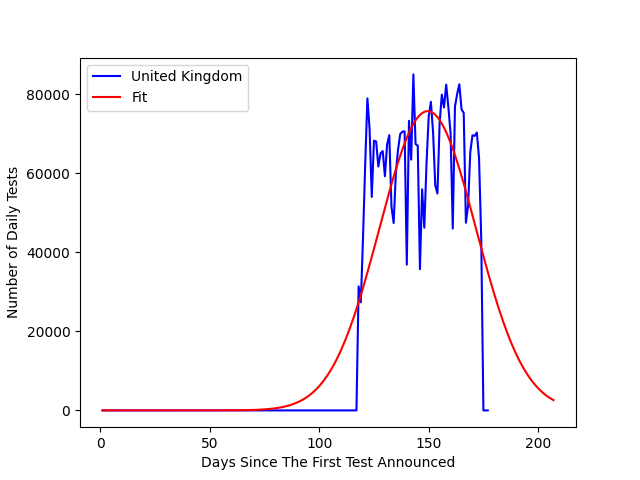 United Kingdom
Fit
Number of Daily Tests
80000
60000
40000
20000
0
0 50 100 150 200
Days Since The First Test Announced